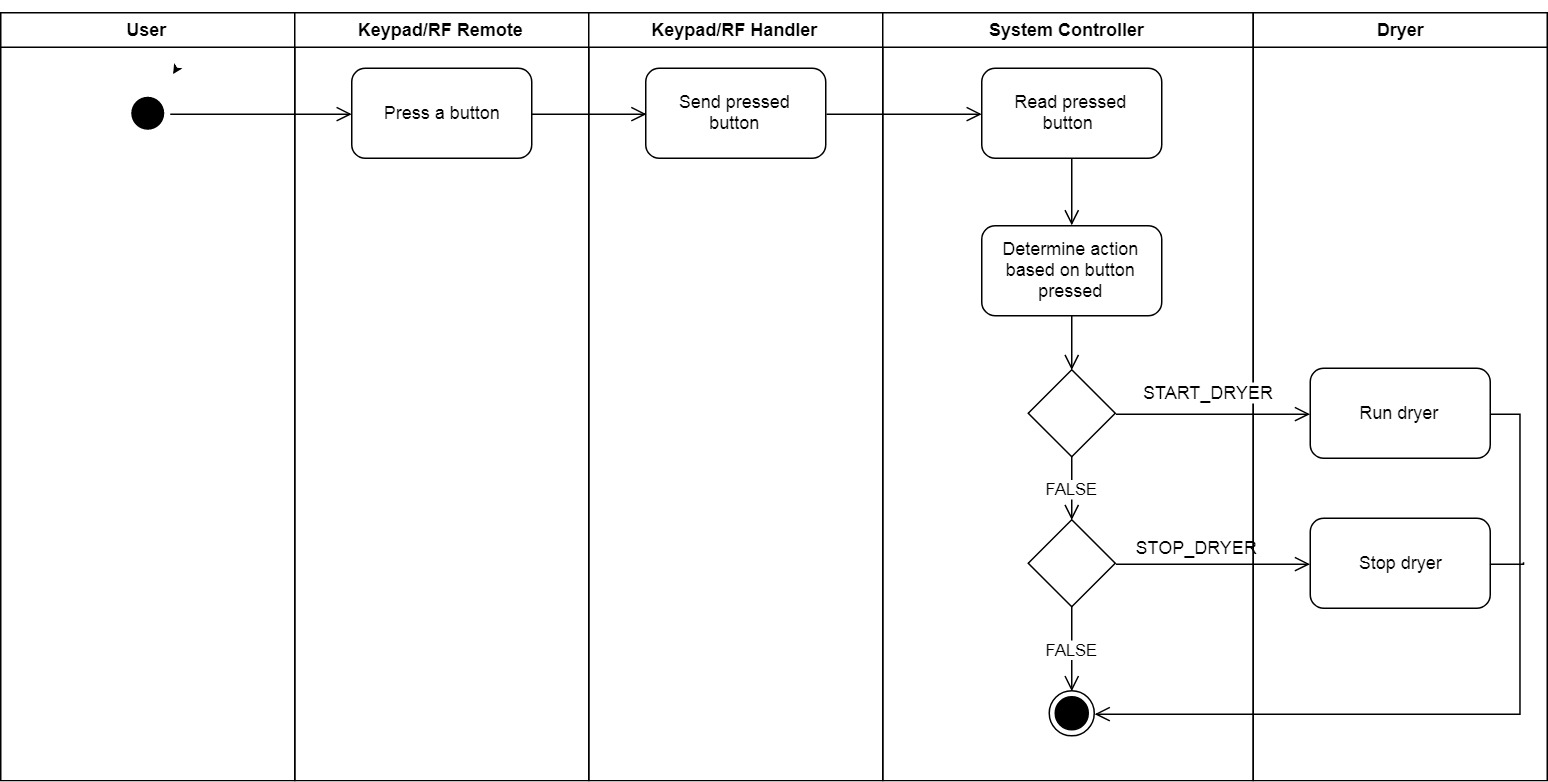 User
Keypad/RF Remote
Keypad/RF Handler
System Controller
Dryer
Press a button
Send pressed
button
Read pressed
button
Determine action
based on button
pressed
START_DRYER
Run dryer
FALSE
STOP_DRYER
Stop dryer
FALSE